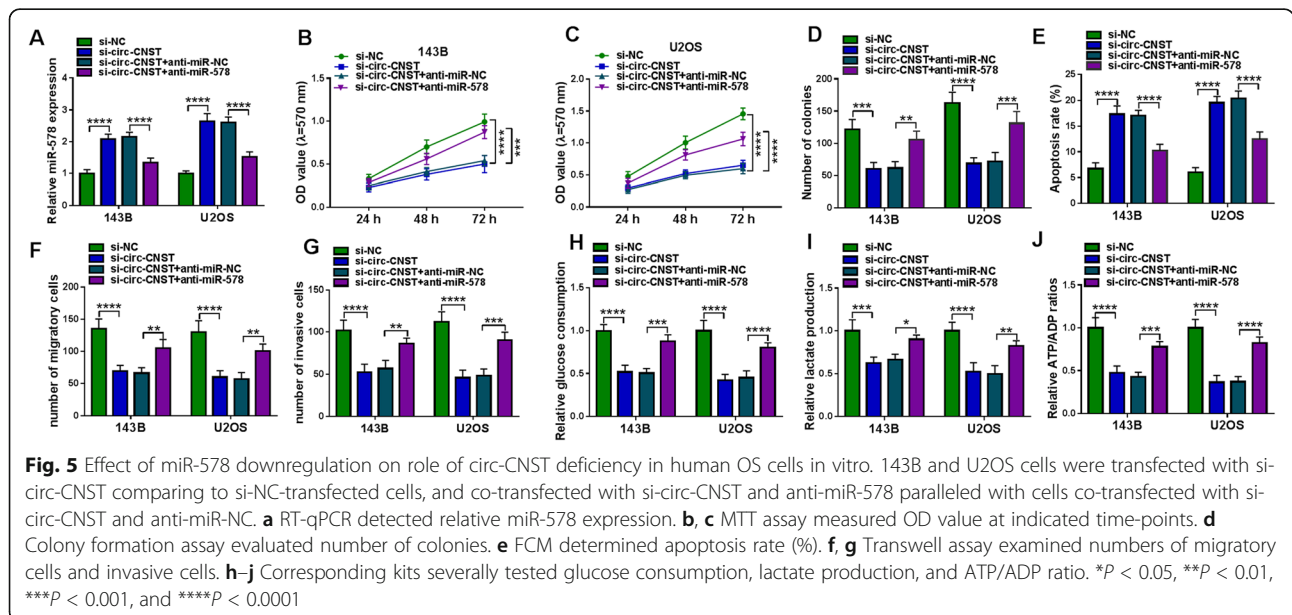 A
si-NC
si-circ-CNST
si-circ-CNST+anti-miR-NC
si-circ-CNST+anti-miR-578
Relative miR-578 expression
4
3
2
1
0
**** **** **** ****
143B U2OS
B
143B
si-NC
si-circ-CNST
si-circ-CNST+anti-miR-NC
si-circ-CNST+anti-miR-578
OD value (λ=570 nm)
1.5
1.0
0.5
0.0
24 h 48 h 72 h
**** ***
C
U2OS
si-NC
si-circ-CNST
si-circ-CNST+anti-miR-NC
si-circ-CNST+anti-miR-578
OD value (λ=570 nm)
2.0
1.5
1.0
0.5
0.0
24 h 48 h 72 h
**** ****
D
si-NC
si-circ-CNST
si-circ-CNST+anti-miR-NC
si-circ-CNST+anti-miR-578
Number of colonies
200
150
100
50
0
*** ** **** ***
143B U2OS
E
si-NC
si-circ-CNST
si-circ-CNST+anti-miR-NC
si-circ-CNST+anti-miR-578
Apoptosis rate (%)
25
20
15
10
5
0
**** **** **** ****
143B U2OS
F
si-NC
si-circ-CNST
si-circ-CNST+anti-miR-NC
si-circ-CNST+anti-miR-578
number of migratory cells
200
150
100
50
0
**** ** **** **
143B U2OS
G
si-NC
si-circ-CNST
si-circ-CNST+anti-miR-NC
si-circ-CNST+anti-miR-578
number of invasive cells
150
100
50
0
**** ** **** ***
143B U2OS
H
si-NC
si-circ-CNST
si-circ-CNST+anti-miR-NC
si-circ-CNST+anti-miR-578
Relative glucose consumption
1.5
1.0
0.5
0.0
**** *** **** ****
143B U2OS
I
si-NC
si-circ-CNST
si-circ-CNST+anti-miR-NC
si-circ-CNST+anti-miR-578
Relative lactate production
1.5
1.0
0.5
0.0
*** * **** **
143B U2OS
J
si-NC
si-circ-CNST
si-circ-CNST+anti-miR-NC
si-circ-CNST+anti-miR-578
Relative ATP/ADP ratios
1.5
1.0
0.5
0.0
**** *** **** ****
143B U2OS
Fig. 5 Effect of miR-578 downregulation on role of circ-CNST deficiency in human OS cells in vitro. 143B and U2OS cells were transfected with si-
circ-CNST comparing to si-NC-transfected cells, and co-transfected with si-circ-CNST and anti-miR-578 paralleled with cells co-transfected with si-
circ-CNST and anti-miR-NC. a RT-qPCR detected relative miR-578 expression. b, c MTT assay measured OD value at indicated time-points. d
Colony formation assay evaluated number of colonies. e FCM determined apoptosis rate (%). f, g Transwell assay examined numbers of migratory
cells and invasive cells. h–j Corresponding kits severally tested glucose consumption, lactate production, and ATP/ADP ratio. *P < 0.05, **P < 0.01,
***P < 0.001, and ****P < 0.0001